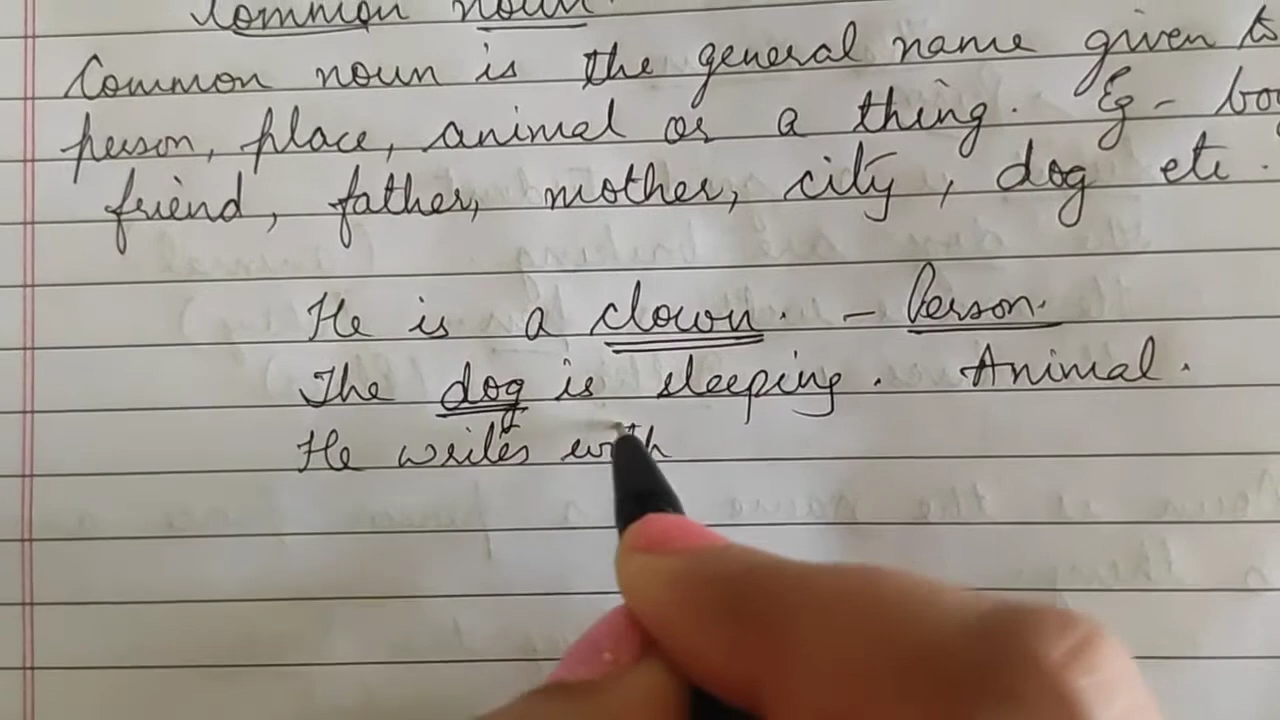 Common noun.
Common noun is the general name given to
person, place, animal or a thing. Eg - boy
friend, father, mother, city, dog etc.
He is a clown. - Person.
The dog is sleeping. Animal.
He writes with